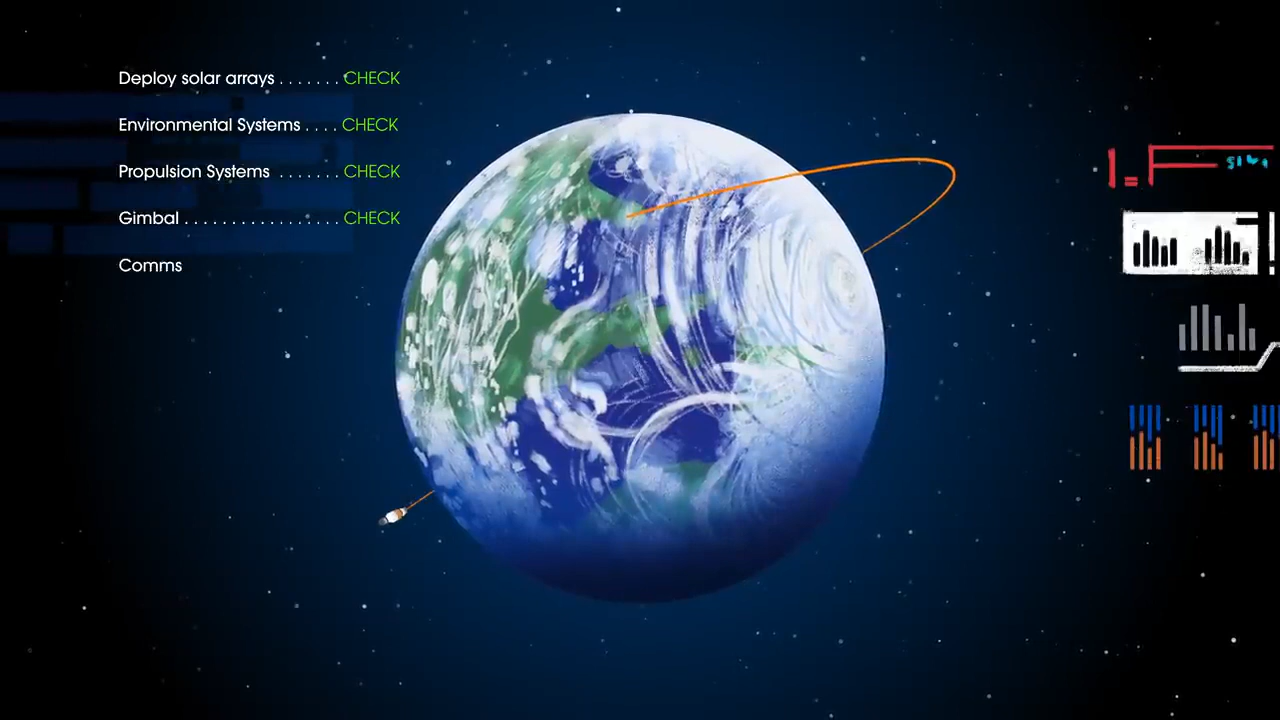 Deploy solar arrays . . . . . . . CHECK
Environmental Systems . . . . CHECK
Propulsion Systems . . . . . . . CHECK
Gimbal . . . . . . . . . . . . . . . . . CHECK
Comms